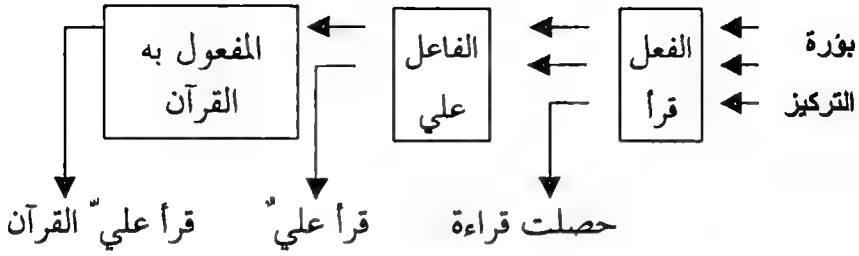 بؤرة
التركيز
الفعل
قرأ
الفاعل
علي
المفعول به
القرآن
حصلت قراءة
قرأ عليٌّ
قرأ عليّ القرآن